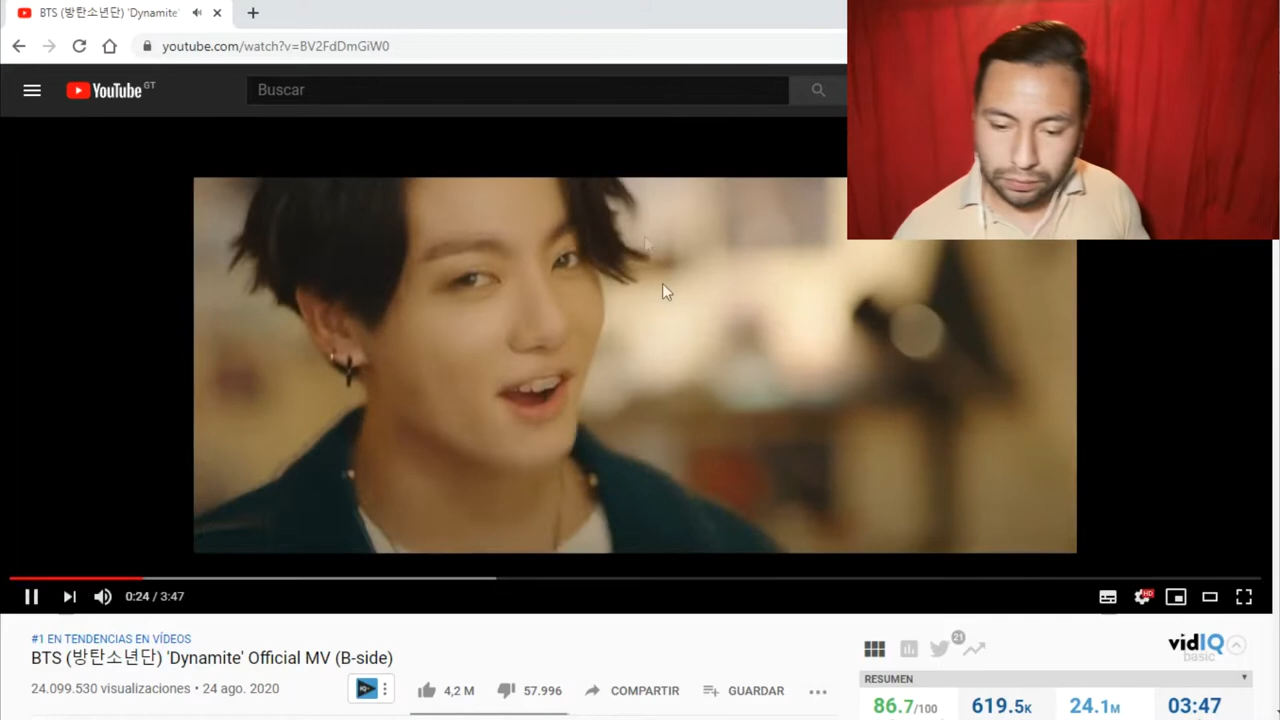 BTS (방탄소년단) 'Dynamite'
youtube.com/watch?v=BV2FdDmGiW0
YouTube GT
Buscar
0:24 / 3:47
HD
#1 EN TENDENCIAS EN VÍDEOS
BTS (방탄소년단) 'Dynamite' Official MV (B-side)
24.099.530 visualizaciones • 24 ago. 2020
4,2 M
57.996
COMPARTIR
GUARDAR
21
vidIQ
basic
RESUMEN
86.7/100
619.5K
24.1M
03:47